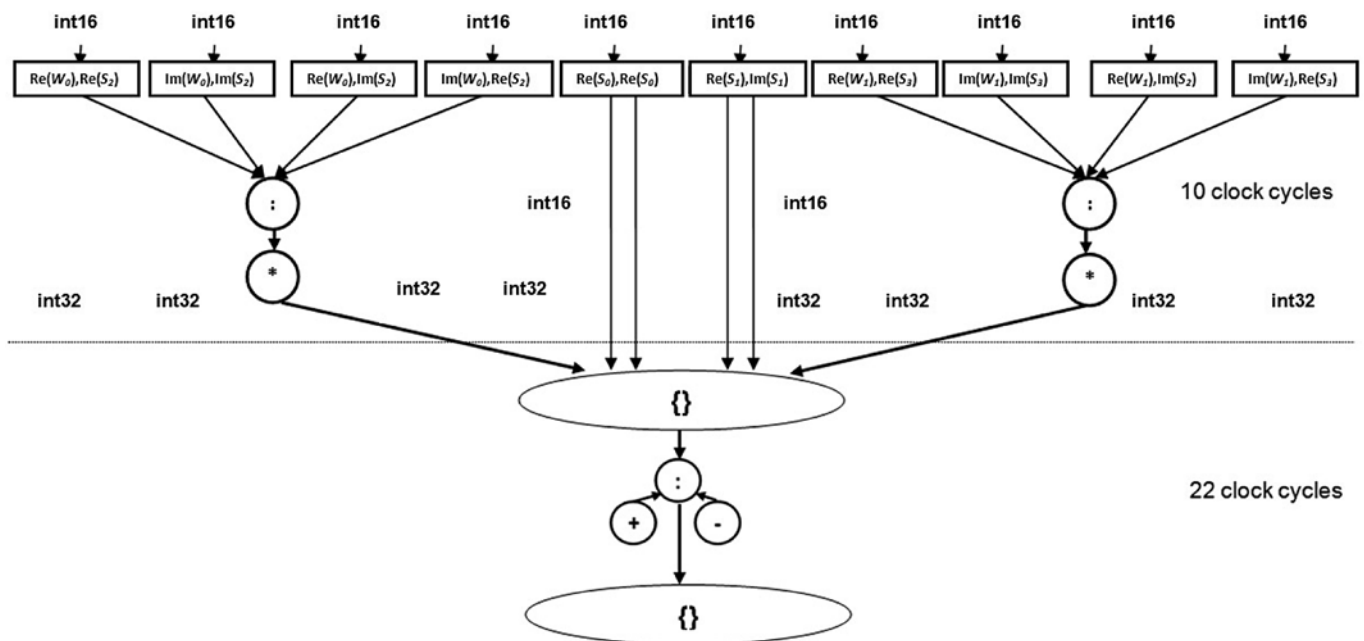 int16 int16 int16 int16 int16 int16 int16 int16 int16 int16
Re(W₀),Re(S₂) Im(W₀),Im(S₂) Re(W₀),Im(S₂) Im(W₀),Re(S₂) Re(S₀),Re(S₀) Re(S₁),Im(S₁) Re(W₁),Re(S₃) Im(W₁),Im(S₃) Re(W₁),Im(S₂) Im(W₁),Re(S₃)
: int16 int16 : 10 clock cycles
* *
int32 int32 int32 int32 int32 int32 int32 int32
{}
:
22 clock cycles
+ -
{}